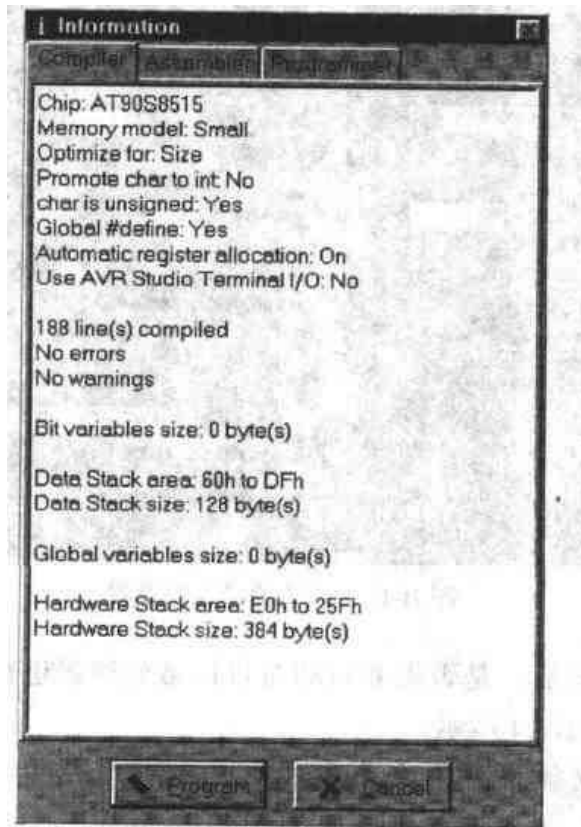 i Information
Compiler Assembler Programmer
Chip: AT90S8515
Memory model: Small
Optimize for: Size
Promote char to int: No
char is unsigned: Yes
Global #define: Yes
Automatic register allocation: On
Use AVR Studio Terminal I/O: No
188 line(s) compiled
No errors
No warnings
Bit variables size: 0 byte(s)
Data Stack area: 60h to DFh
Data Stack size: 128 byte(s)
Global variables size: 0 byte(s)
Hardware Stack area: E0h to 25Fh
Hardware Stack size: 384 byte(s)
Program Cancel